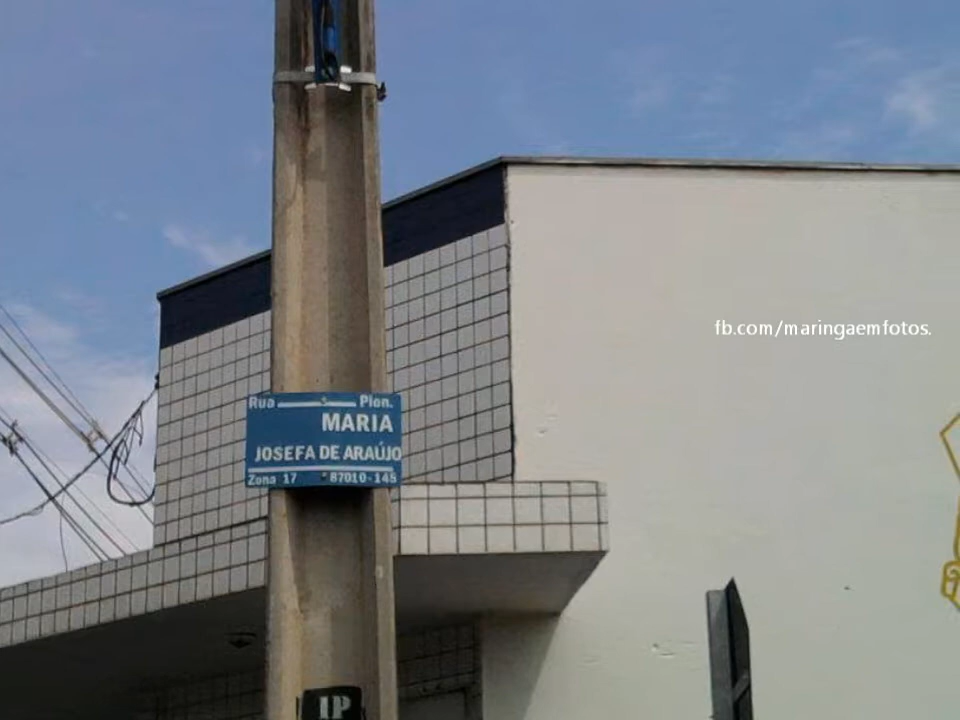 fb.com/maringaemfotos.
Rua Pion.
MARIA
JOSEFA DE ARAÚJO
Zona 17 87010-145
IP